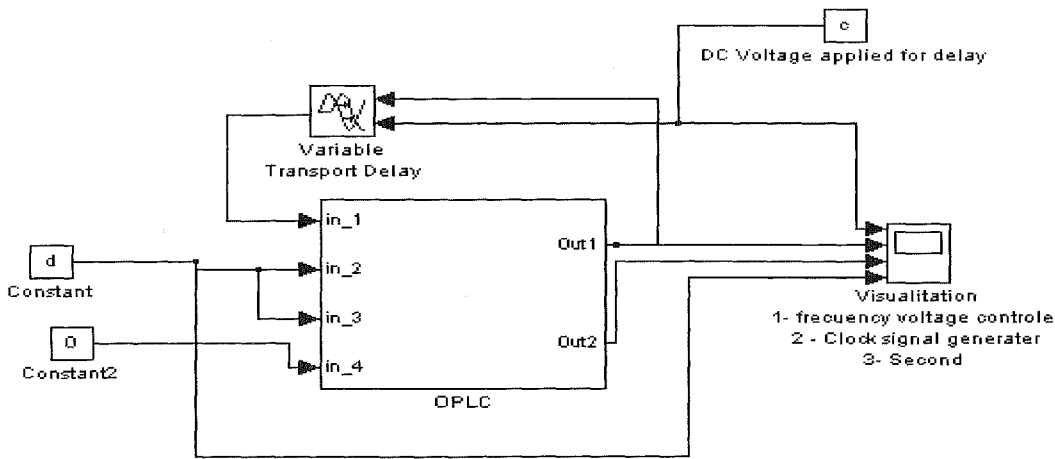 c
DC Voltage applied for delay
Variable
Transport Delay
in_1
Out1
d
in_2
Constant
in_3
Visualitation
1- frecuency voltage controle
0
Out2
2 - Clock signal generater
Constant2
in_4
3- Second
OPLC